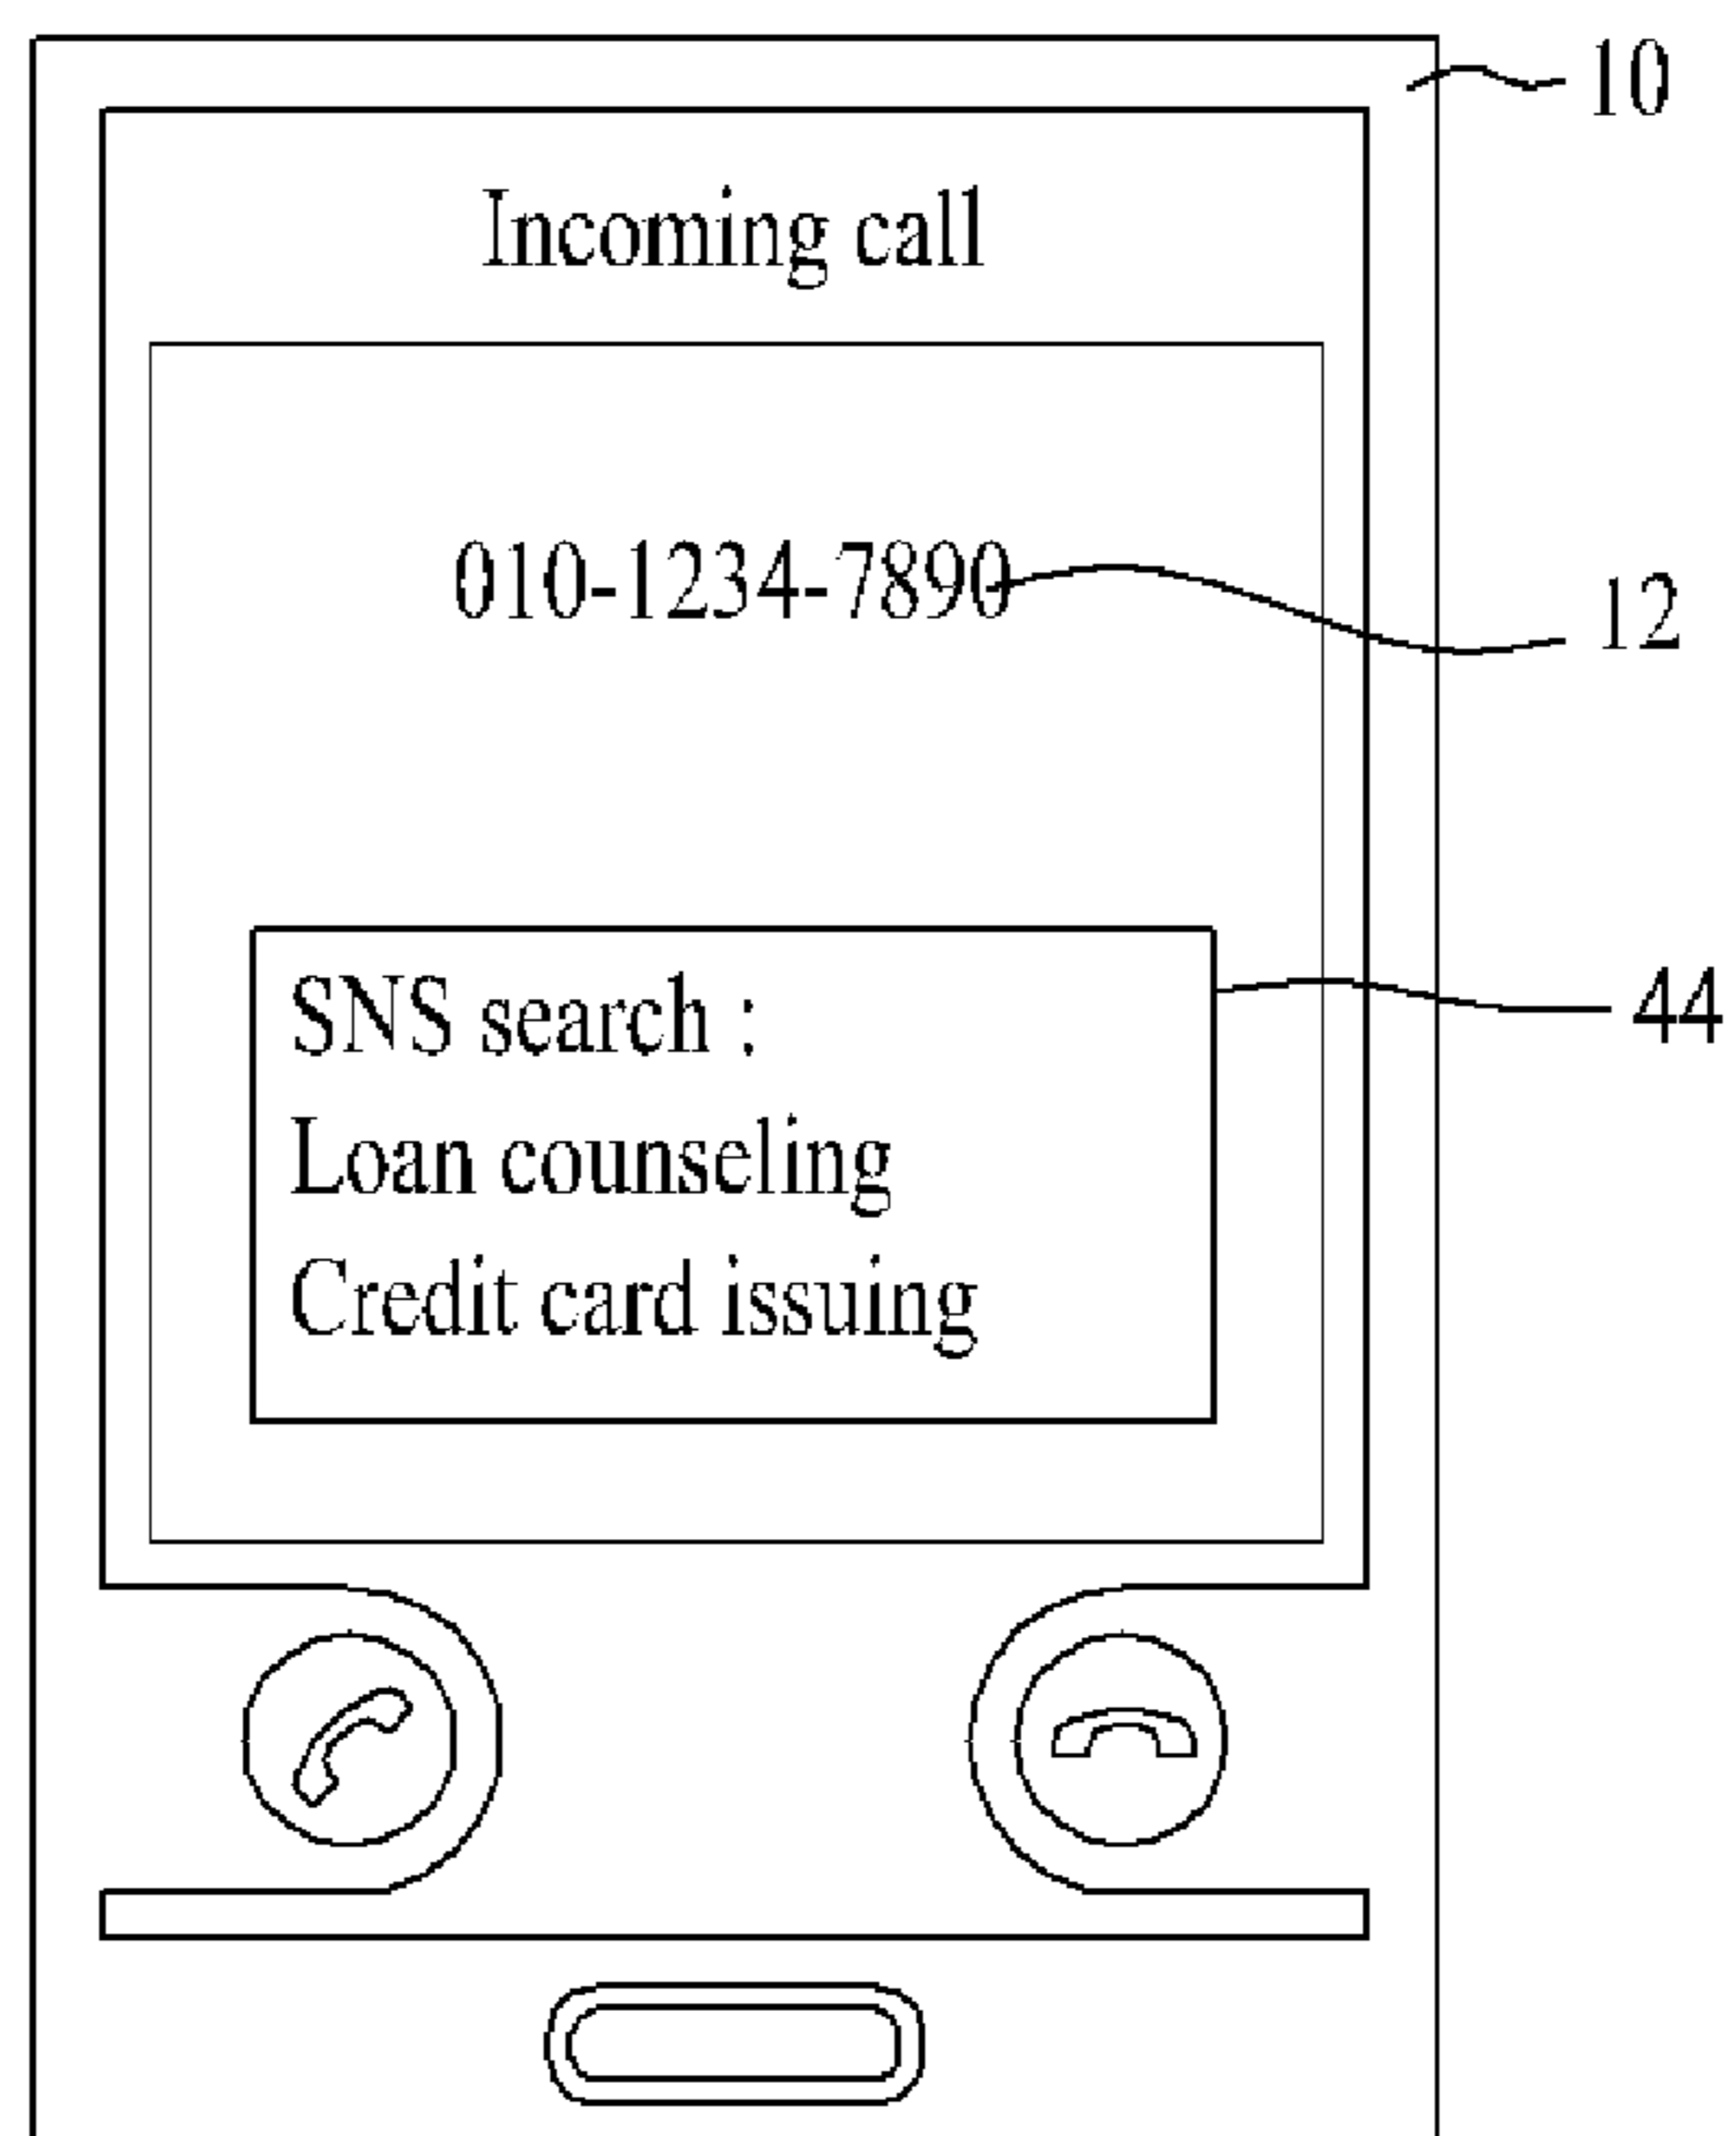 10
Incoming call
010-1234-7890
12
SNS search :
44
Loan counseling
Credit card issuing